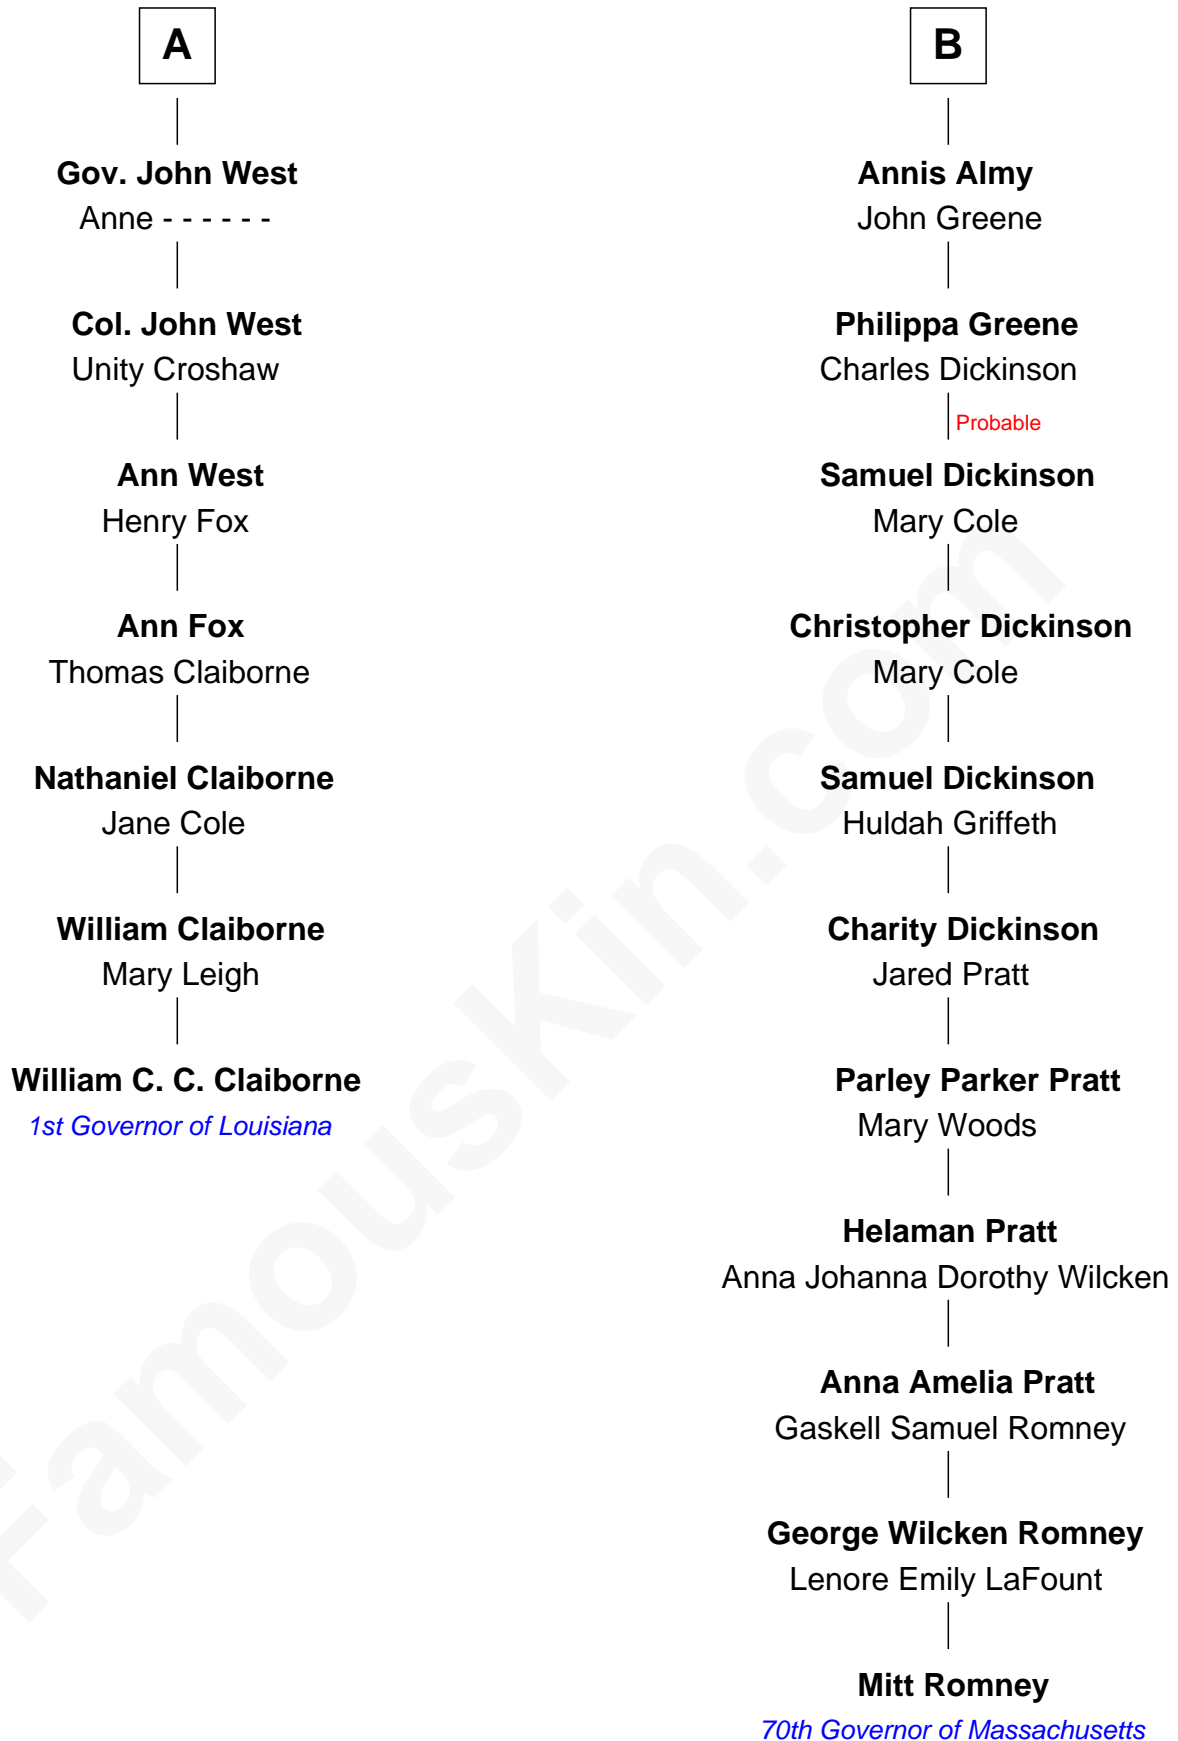 A
Gov. John West
Anne - - - - - -
Col. John West
Unity Croshaw
Ann West
Henry Fox
Ann Fox
Thomas Claiborne
Nathaniel Claiborne
Jane Cole
William Claiborne
Mary Leigh
William C. C. Claiborne
1st Governor of Louisiana
B
Annis Almy
John Greene
Philippa Greene
Charles Dickinson
Probable
Samuel Dickinson
Mary Cole
Christopher Dickinson
Mary Cole
Samuel Dickinson
Huldah Griffeth
Charity Dickinson
Jared Pratt
Parley Parker Pratt
Mary Woods
Helaman Pratt
Anna Johanna Dorothy Wilcken
Anna Amelia Pratt
Gaskell Samuel Romney
George Wilcken Romney
Lenore Emily LaFount
Mitt Romney
70th Governor of Massachusetts
FamousKin.com